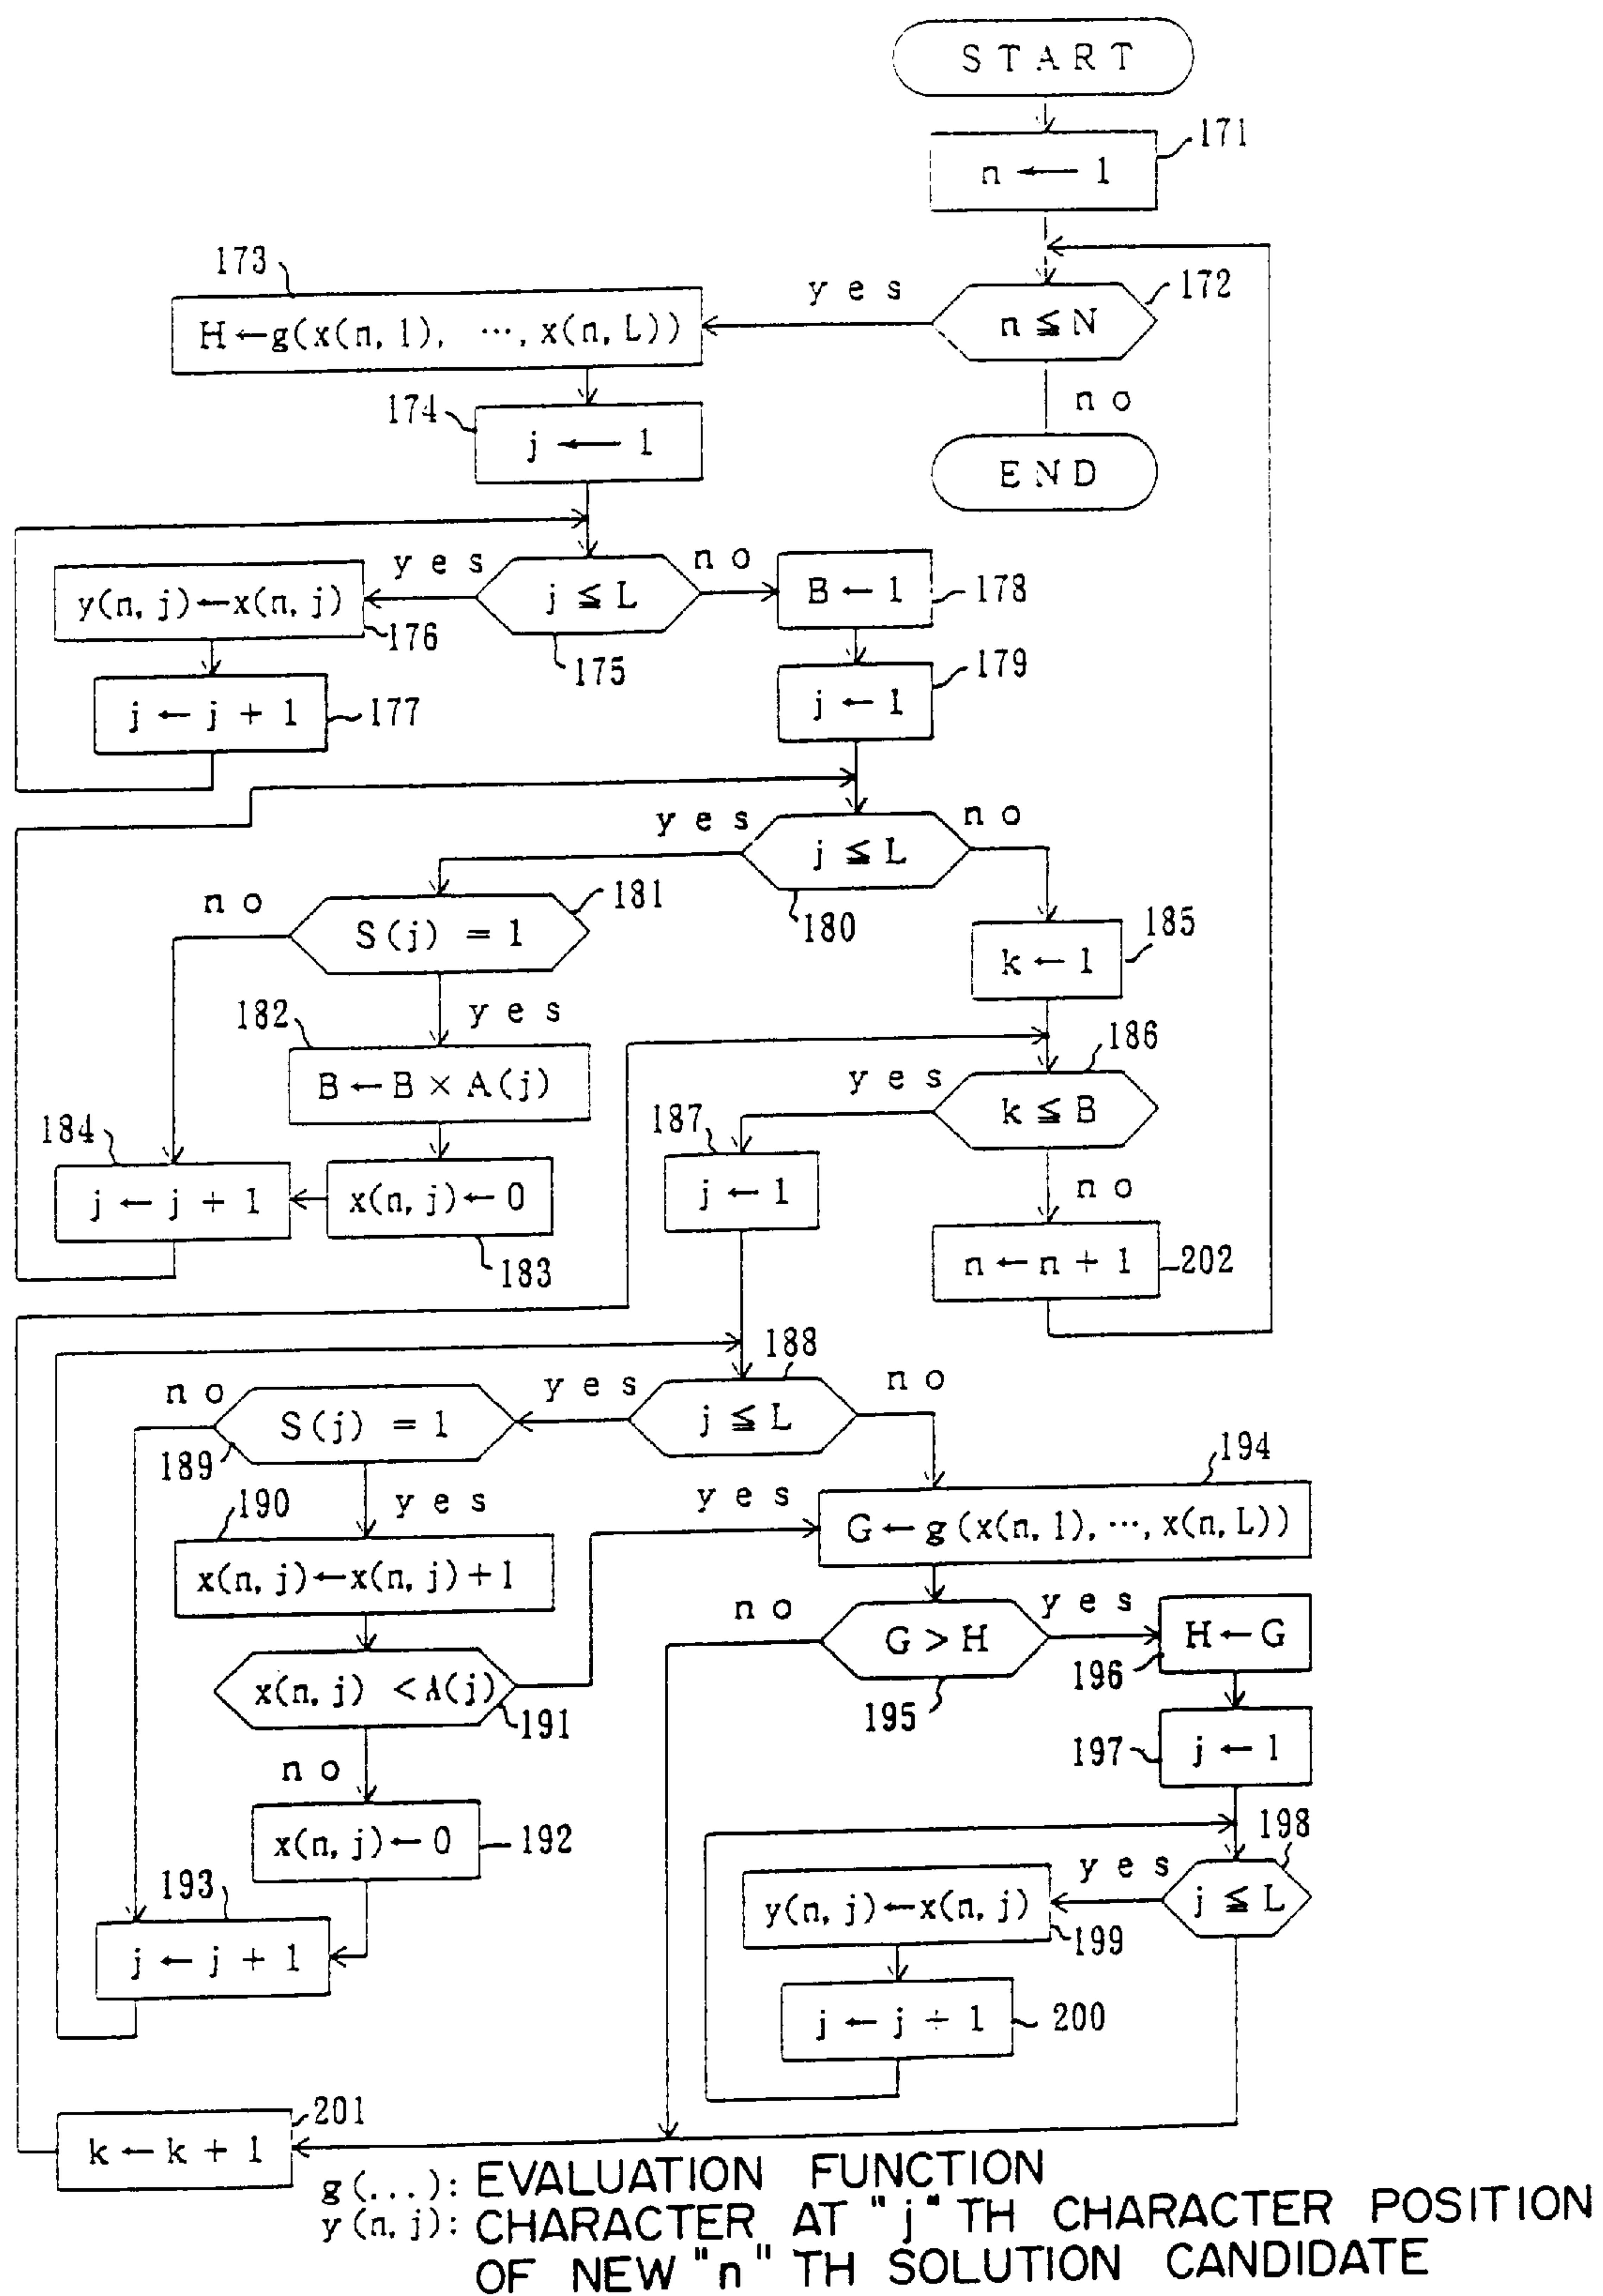 START
171
n ← 1
173
yes
172
n ≦ N
H←g(x(n, 1), ⋯, x(n, L))
no
174
j ← 1
END
yes
no
B ← 1
178
j ≦ L
y(n, j)←x(n, j)
176
175
179
j ← 1
j ← j + 1
177
yes
no
j ≦ L
180
no
181
S(j) = 1
185
k ← 1
yes
182
186
B ← B × A(j)
yes
k ≦ B
187
184
j ← 1
no
j ← j + 1
x(n, j) ← 0
183
n ← n + 1
202
188
no
yes
no
S(j) = 1
j ≦ L
189
194
190
yes
yes
G ← g(x(n, 1), ⋯, x(n, L))
x(n, j)←x(n, j)+1
no
yes
G > H
H ← G
196
x(n, j) < A(j)
191
195
197
j ← 1
no
198
x(n, j) ← 0
192
yes
j ≦ L
193
y(n, j)←x(n, j)
199
j ← j + 1
j ← j + 1
200
201
k ← k + 1
g(...): EVALUATION FUNCTION
y(n, j): CHARACTER AT "j" TH CHARACTER POSITION
OF NEW "n" TH SOLUTION CANDIDATE